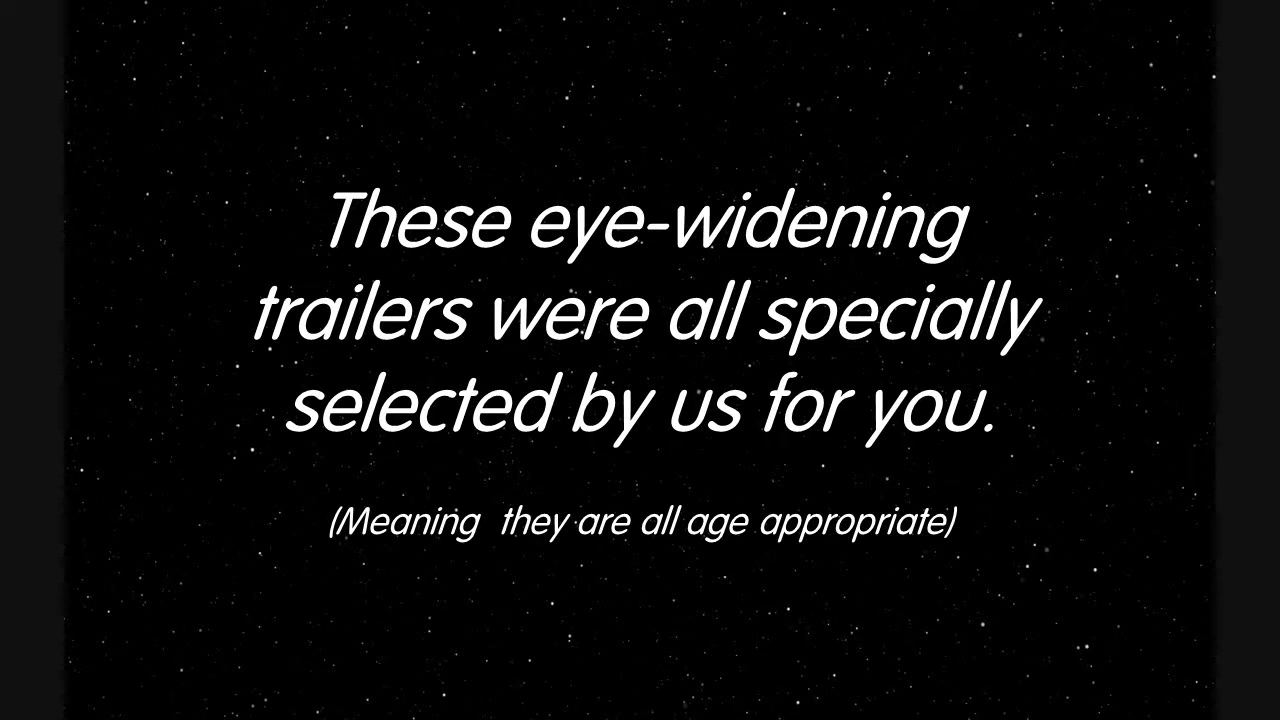 These eye-widening
trailers were all specially
selected by us for you.
(Meaning they are all age appropriate)